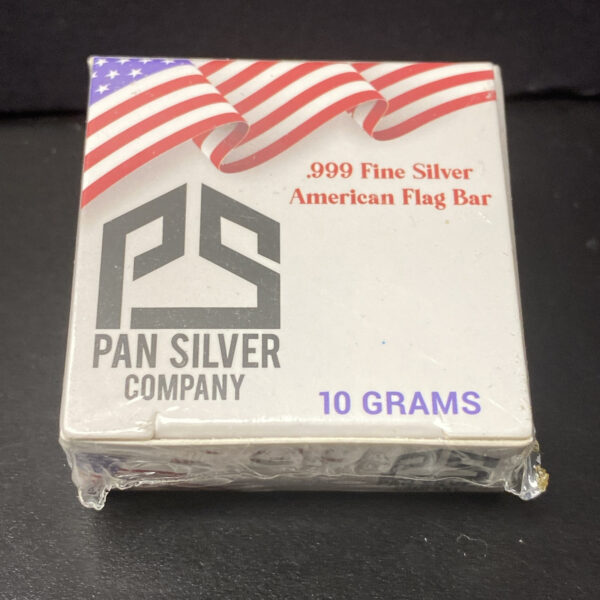 .999 Fine Silver
American Flag Bar
PS
PAN SILVER
COMPANY
10 GRAMS